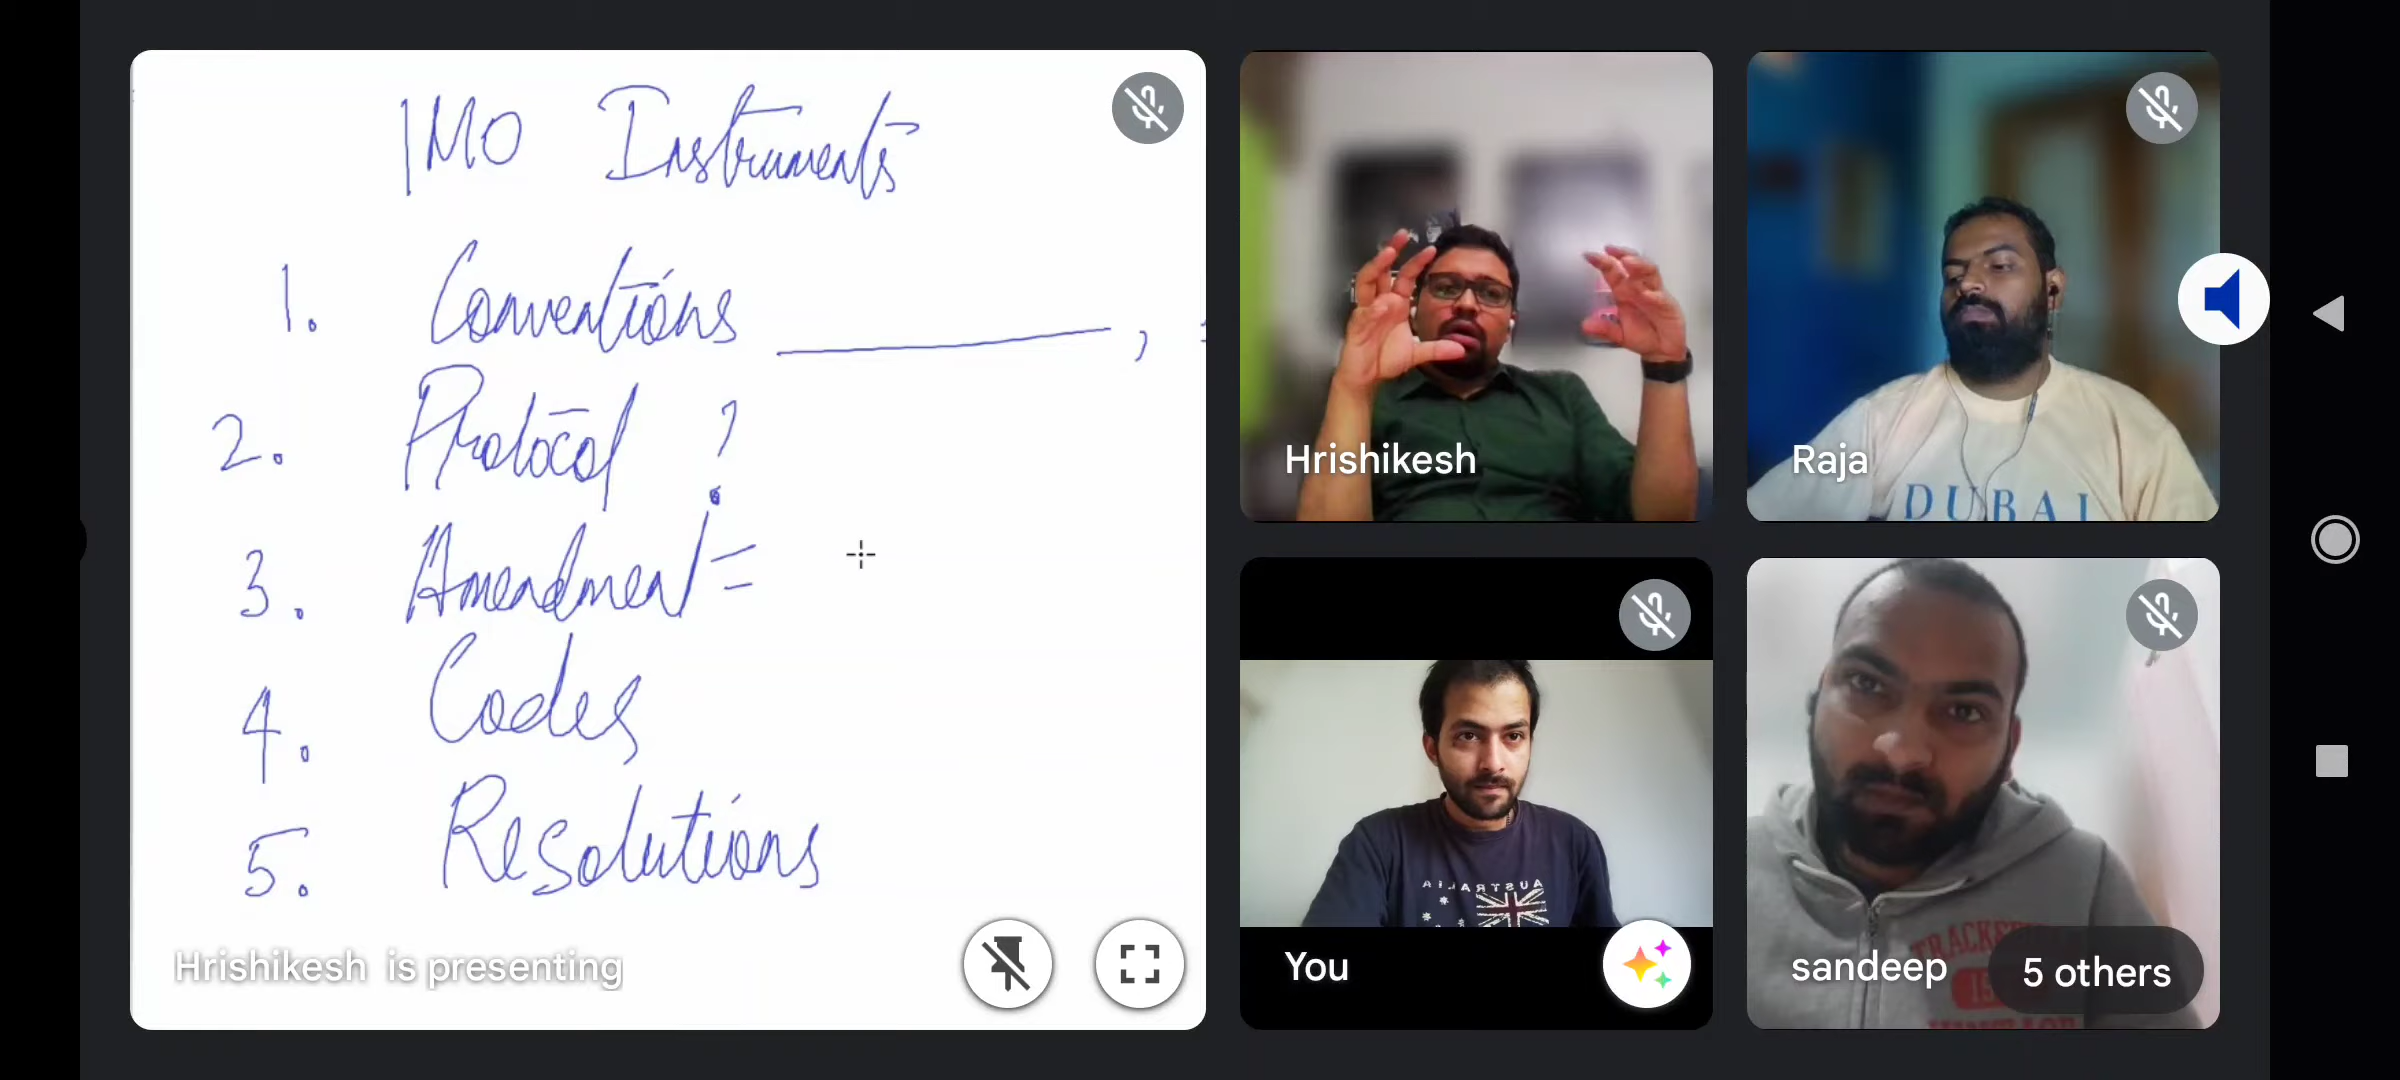 IMO Instruments
1. Conventions ,
2. Protocol ?
3. Amendment =
4. Codes
5. Resolutions
Hrishikesh is presenting
Hrishikesh
Raja
DUBAI
You
AUSTRALIA
sandeep
5 others